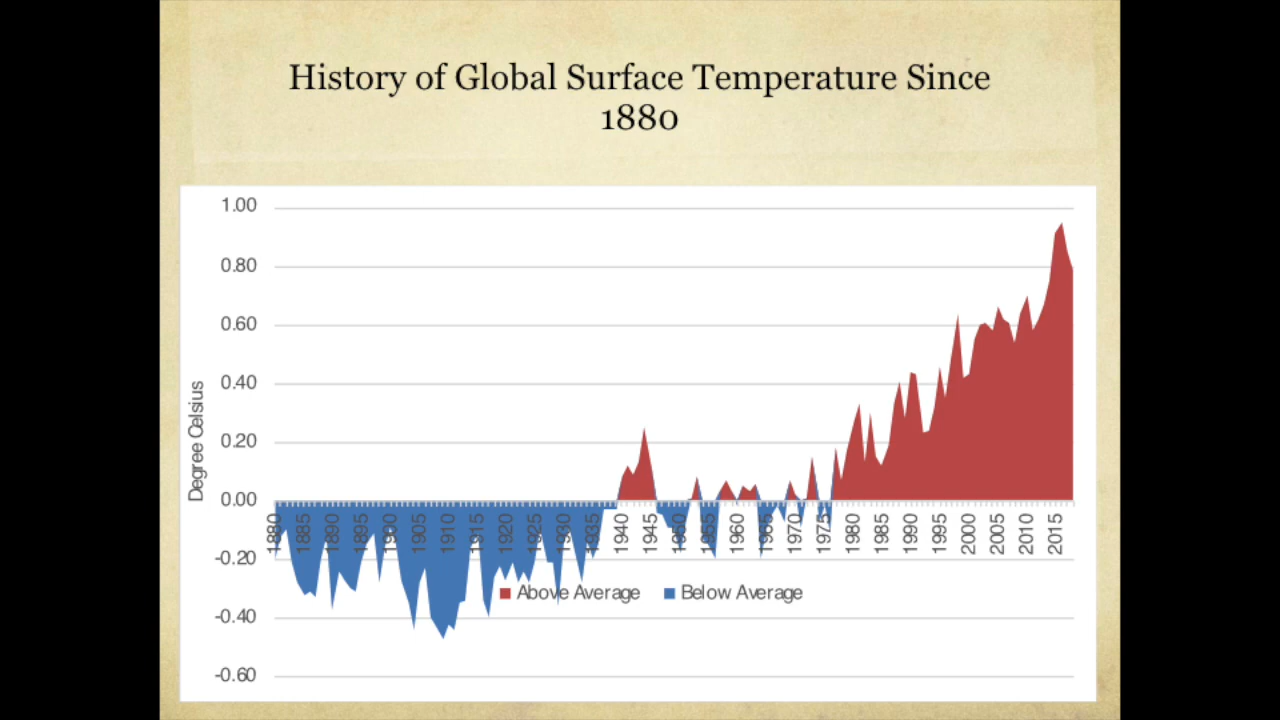 History of Global Surface Temperature Since
1880
1.00
0.80
0.60
0.40
0.20
0.00
-0.20
-0.40
-0.60
Degree Celsius
1880 1885 1890 1895 1900 1905 1910 1915 1920 1925 1930 1935 1940 1945 1950 1955 1960 1965 1970 1975 1980 1985 1990 1995 2000 2005 2010 2015
Above Average Below Average